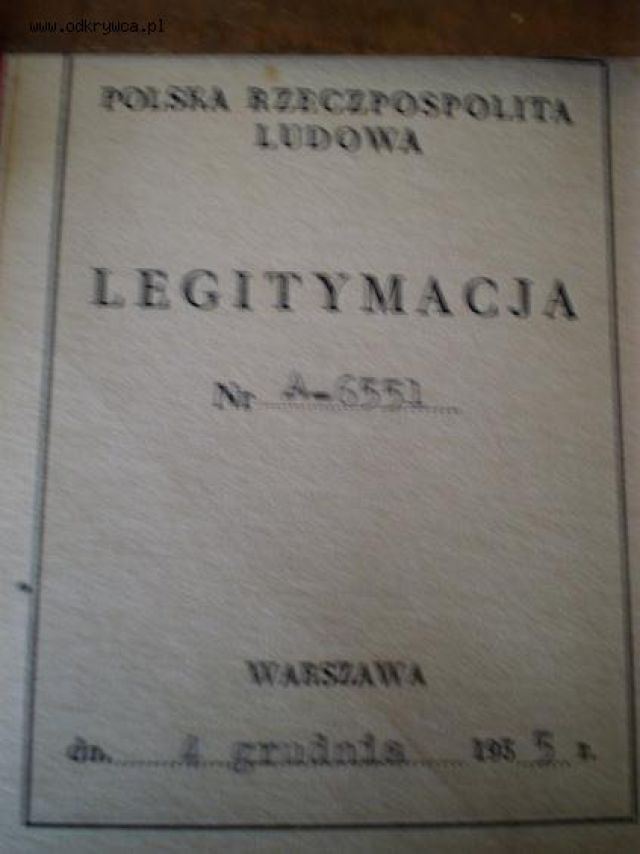 www.odkrywca.pl
POLSKA RZECZPOSPOLITA
LUDOWA
LEGITYMACJA
Nr A-6551
WARSZAWA
dn. 4 grudnia 1955 r.